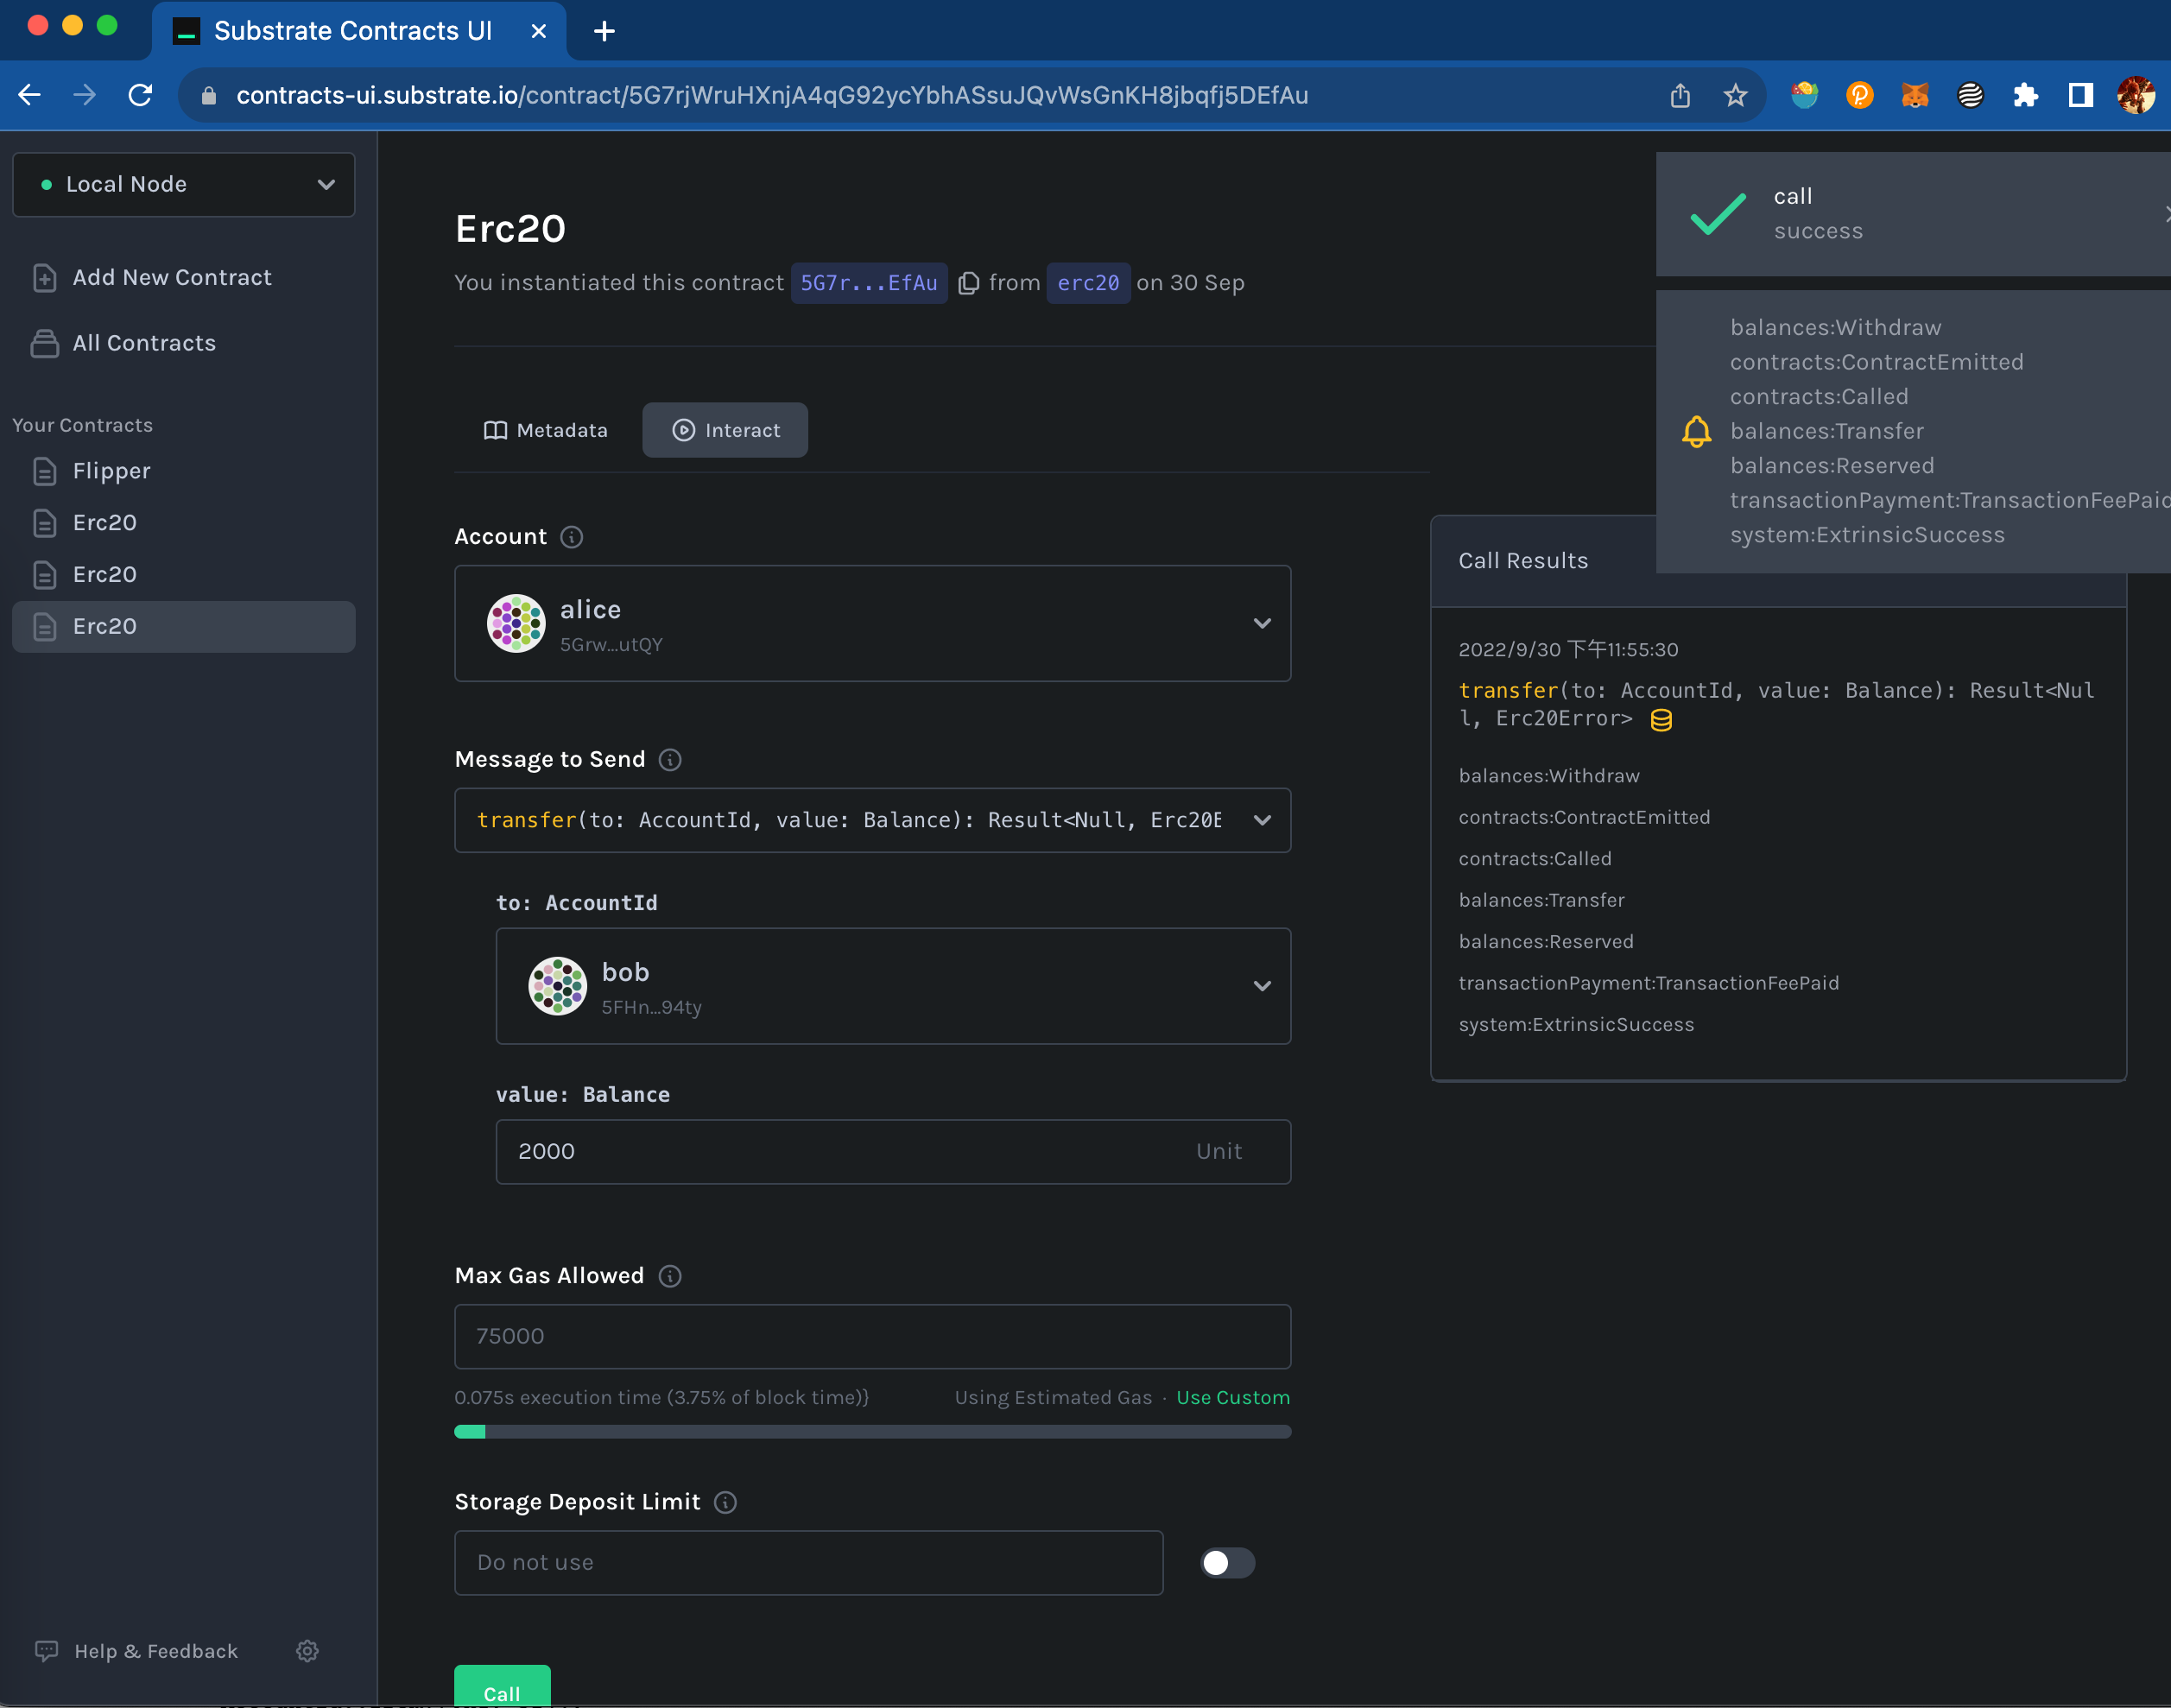 Substrate Contracts UI
contracts-ui.substrate.io/contract/5G7rjWruHXnjA4qG92ycYbhASsuJQvWsGnKH8jbqfj5DEfAu
Local Node
Add New Contract
All Contracts
Your Contracts
Flipper
Erc20
Erc20
Erc20
Help & Feedback
Erc20
You instantiated this contract 5G7r...EfAu from erc20 on 30 Sep
Metadata
Interact
Account
alice
5Grw...utQY
Message to Send
transfer(to: AccountId, value: Balance): Result<Null, Erc20E
to: AccountId
bob
5FHn...94ty
value: Balance
2000 Unit
Max Gas Allowed
75000
0.075s execution time (3.75% of block time)}
Using Estimated Gas · Use Custom
Storage Deposit Limit
Do not use
Call
call
success
balances:Withdraw
contracts:ContractEmitted
contracts:Called
balances:Transfer
balances:Reserved
transactionPayment:TransactionFeePaid
system:ExtrinsicSuccess
Call Results
2022/9/30 下午11:55:30
transfer(to: AccountId, value: Balance): Result<Nul
l, Erc20Error>
balances:Withdraw
contracts:ContractEmitted
contracts:Called
balances:Transfer
balances:Reserved
transactionPayment:TransactionFeePaid
system:ExtrinsicSuccess